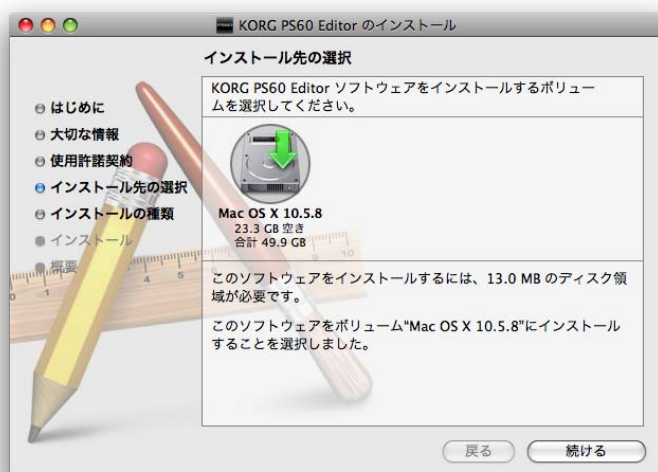 KORG PS60 Editor のインストール
インストール先の選択
はじめに
大切な情報
使用許諾契約
インストール先の選択
インストールの種類
インストール
概要
KORG PS60 Editor ソフトウェアをインストールするボリュー
ムを選択してください。
Mac OS X 10.5.8
23.3 GB 空き
合計 49.9 GB
このソフトウェアをインストールするには、13.0 MB のディスク領
域が必要です。
このソフトウェアをボリューム“Mac OS X 10.5.8”にインストール
することを選択しました。
戻る
続ける